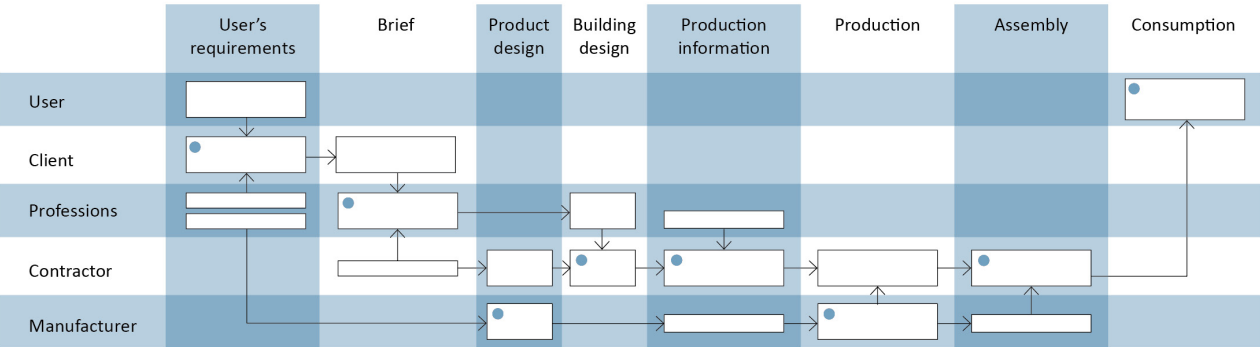 User’s
requirements
Brief
Product
design
Building
design
Production
information
Production
Assembly
Consumption
User
Client
Professions
Contractor
Manufacturer